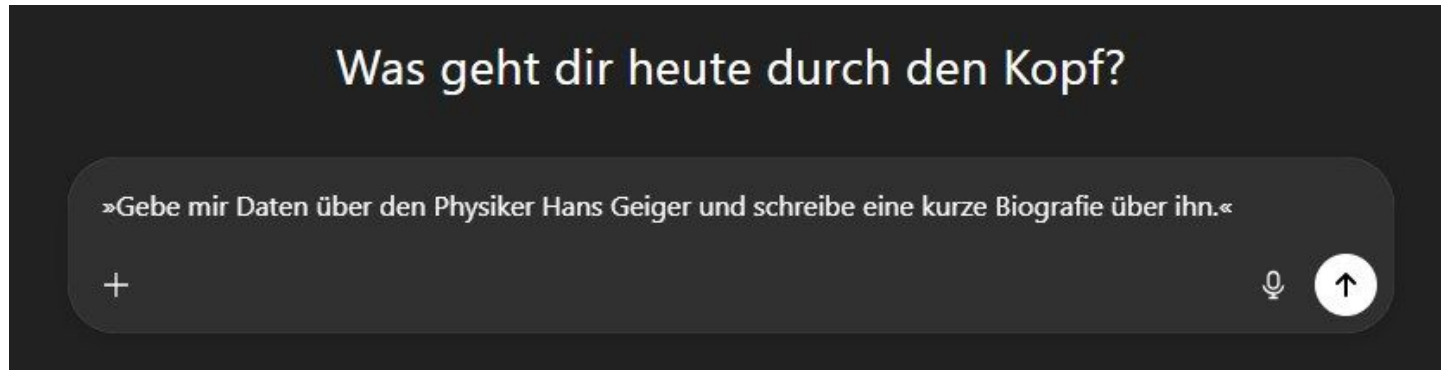 Was geht dir heute durch den Kopf?
»Gebe mir Daten über den Physiker Hans Geiger und schreibe eine kurze Biografie über ihn.«